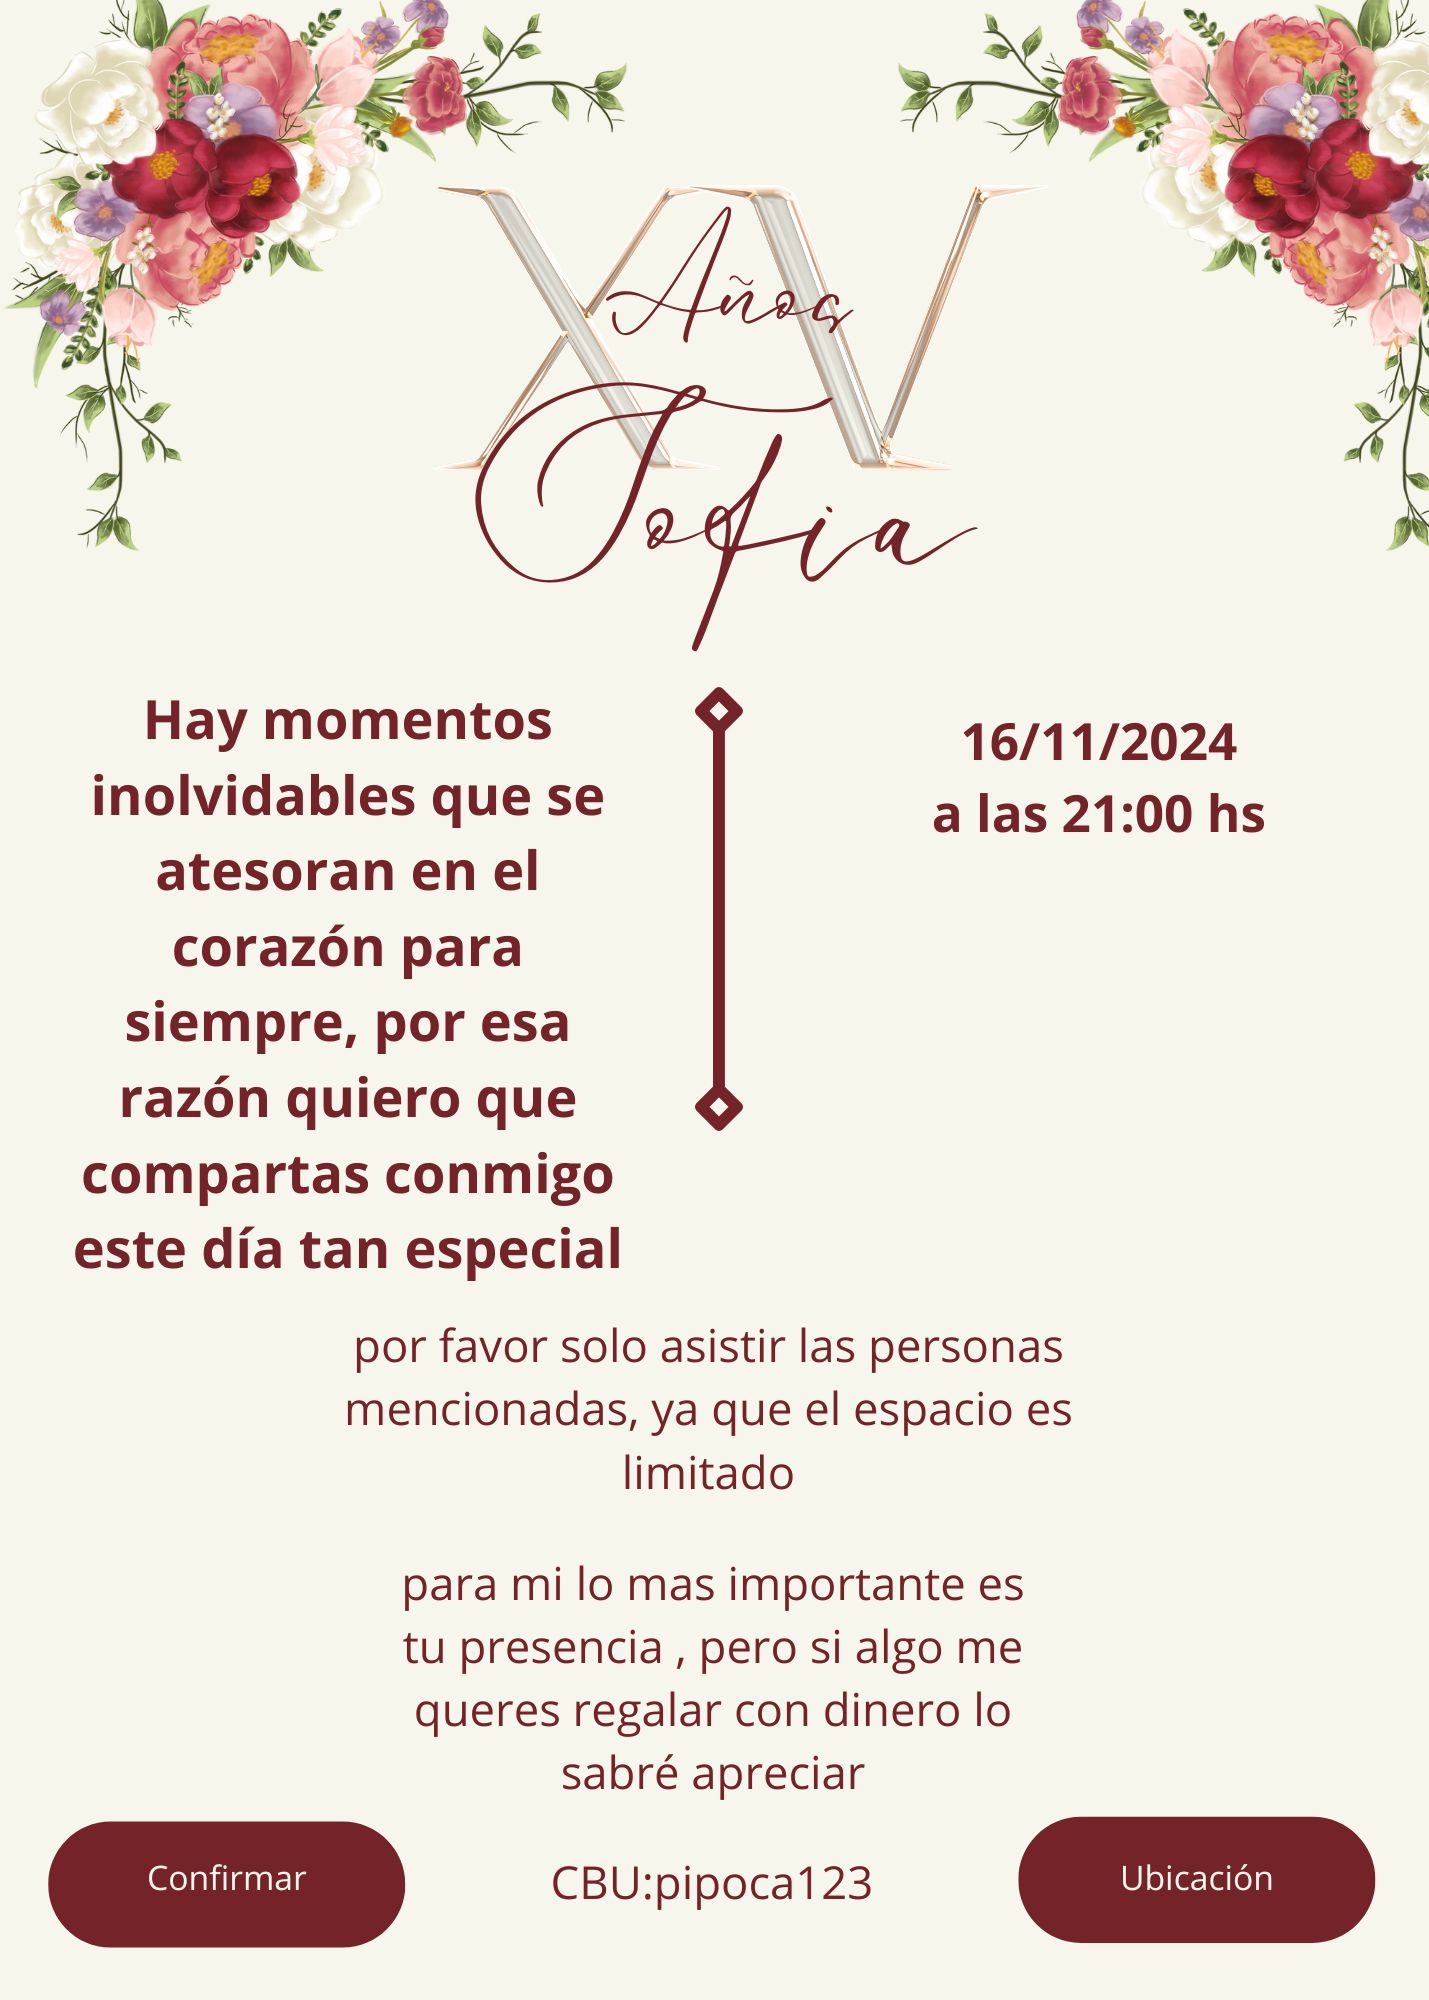 XV
Años
Sofia
Hay momentos
inolvidables que se
atesoran en el
corazón para
siempre, por esa
razón quiero que
compartas conmigo
este día tan especial
16/11/2024
a las 21:00 hs
por favor solo asistir las personas
mencionadas, ya que el espacio es
limitado
para mi lo mas importante es
tu presencia , pero si algo me
queres regalar con dinero lo
sabré apreciar
Confirmar
CBU:pipoca123
Ubicación